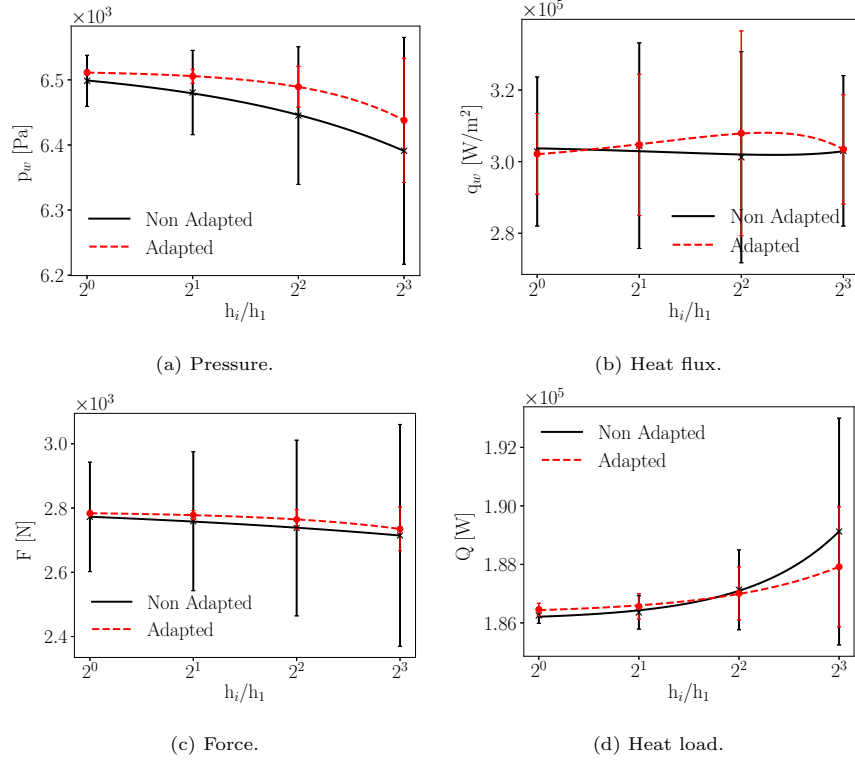 ×10³
6.5
6.4
6.3
6.2
p_w [Pa]
Non Adapted
Adapted
2⁰ 2¹ 2² 2³
h_i/h_1
(a) Pressure.
×10⁵
3.2
3.0
2.8
q_w [W/m²]
Non Adapted
Adapted
2⁰ 2¹ 2² 2³
h_i/h_1
(b) Heat flux.
×10³
3.0
2.8
2.6
2.4
F [N]
Non Adapted
Adapted
2⁰ 2¹ 2² 2³
h_i/h_1
(c) Force.
×10⁵
1.92
1.90
1.88
1.86
Q [W]
Non Adapted
Adapted
2⁰ 2¹ 2² 2³
h_i/h_1
(d) Heat load.